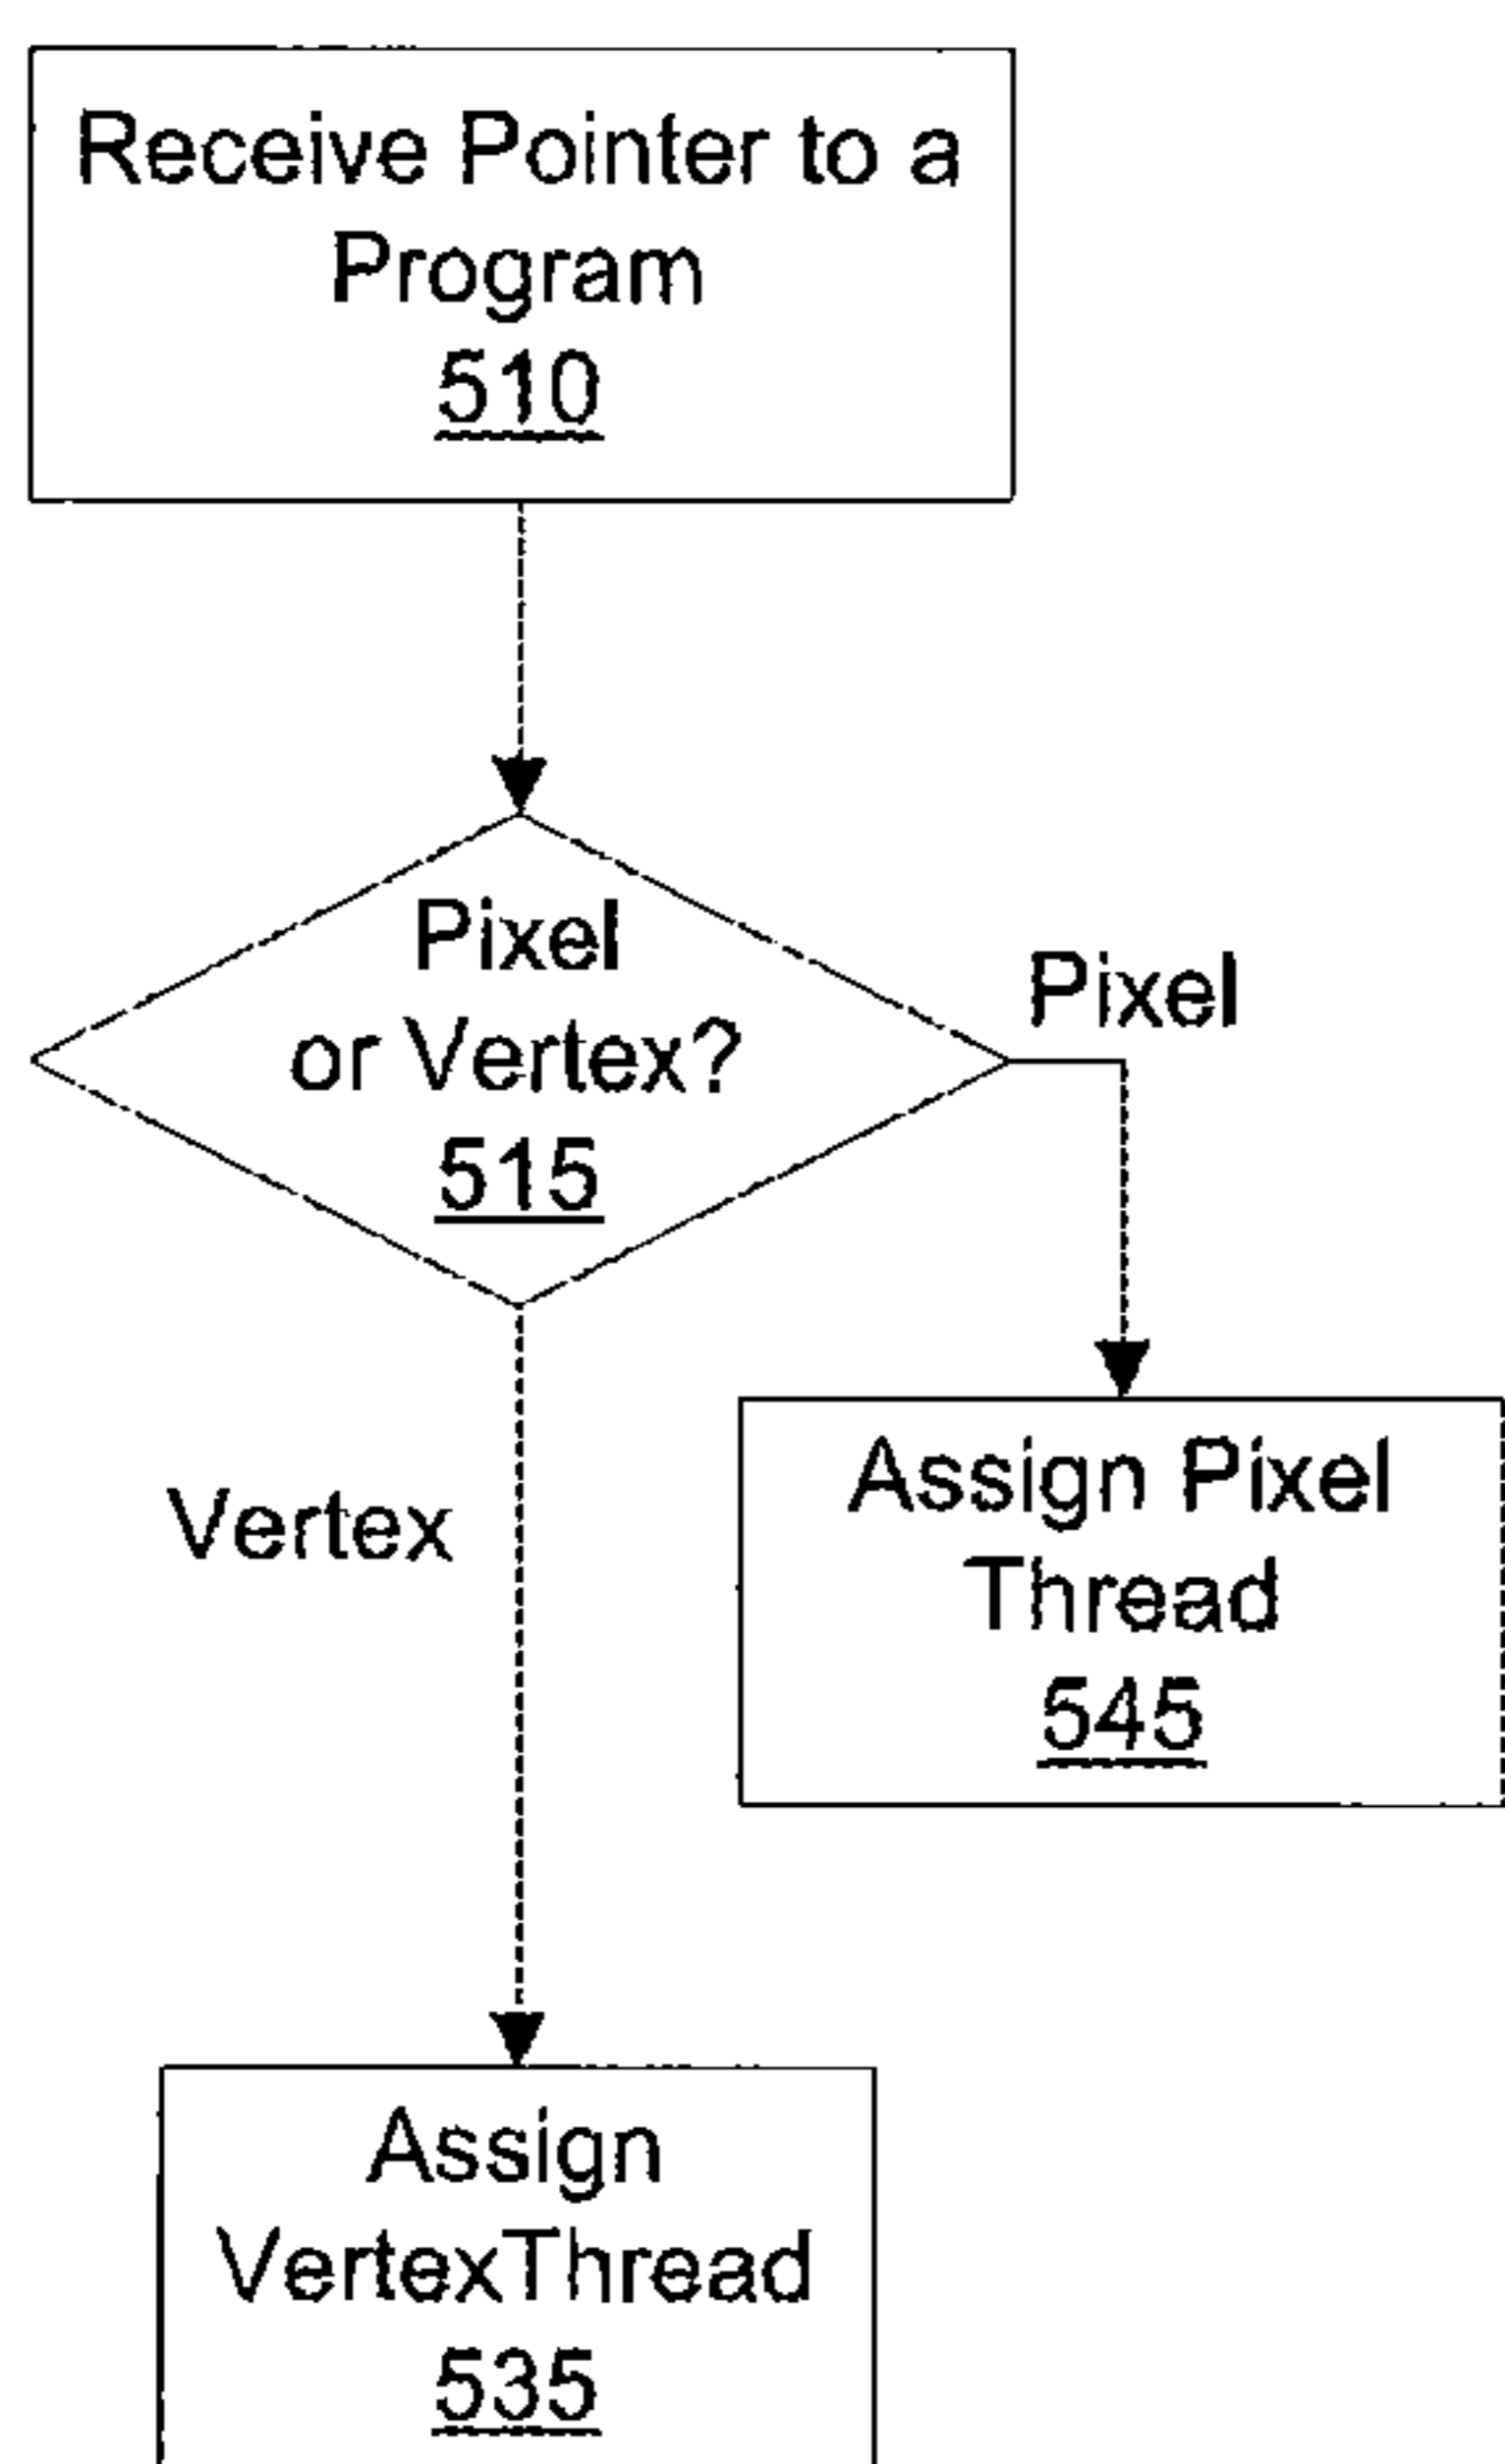 Receive Pointer to a
Program
510
Pixel
or Vertex?
515
Pixel
Vertex
Assign Pixel
Thread
545
Assign
VertexThread
535